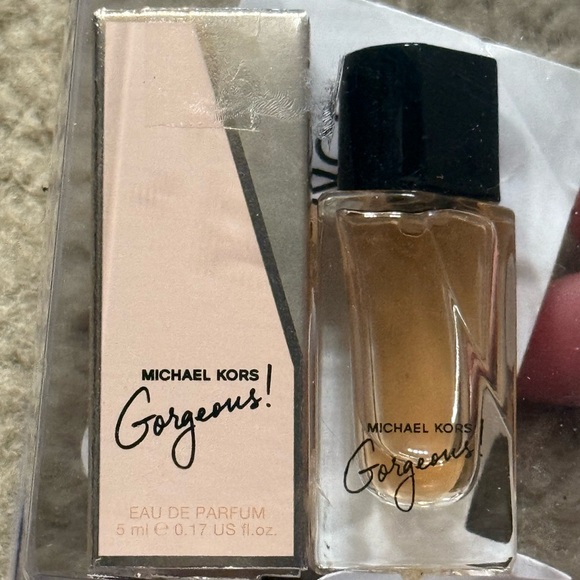 MICHAEL KORS
Gorgeous!
EAU DE PARFUM
5 ml ℮ 0.17 US fl.oz.
MICHAEL KORS
Gorgeous!